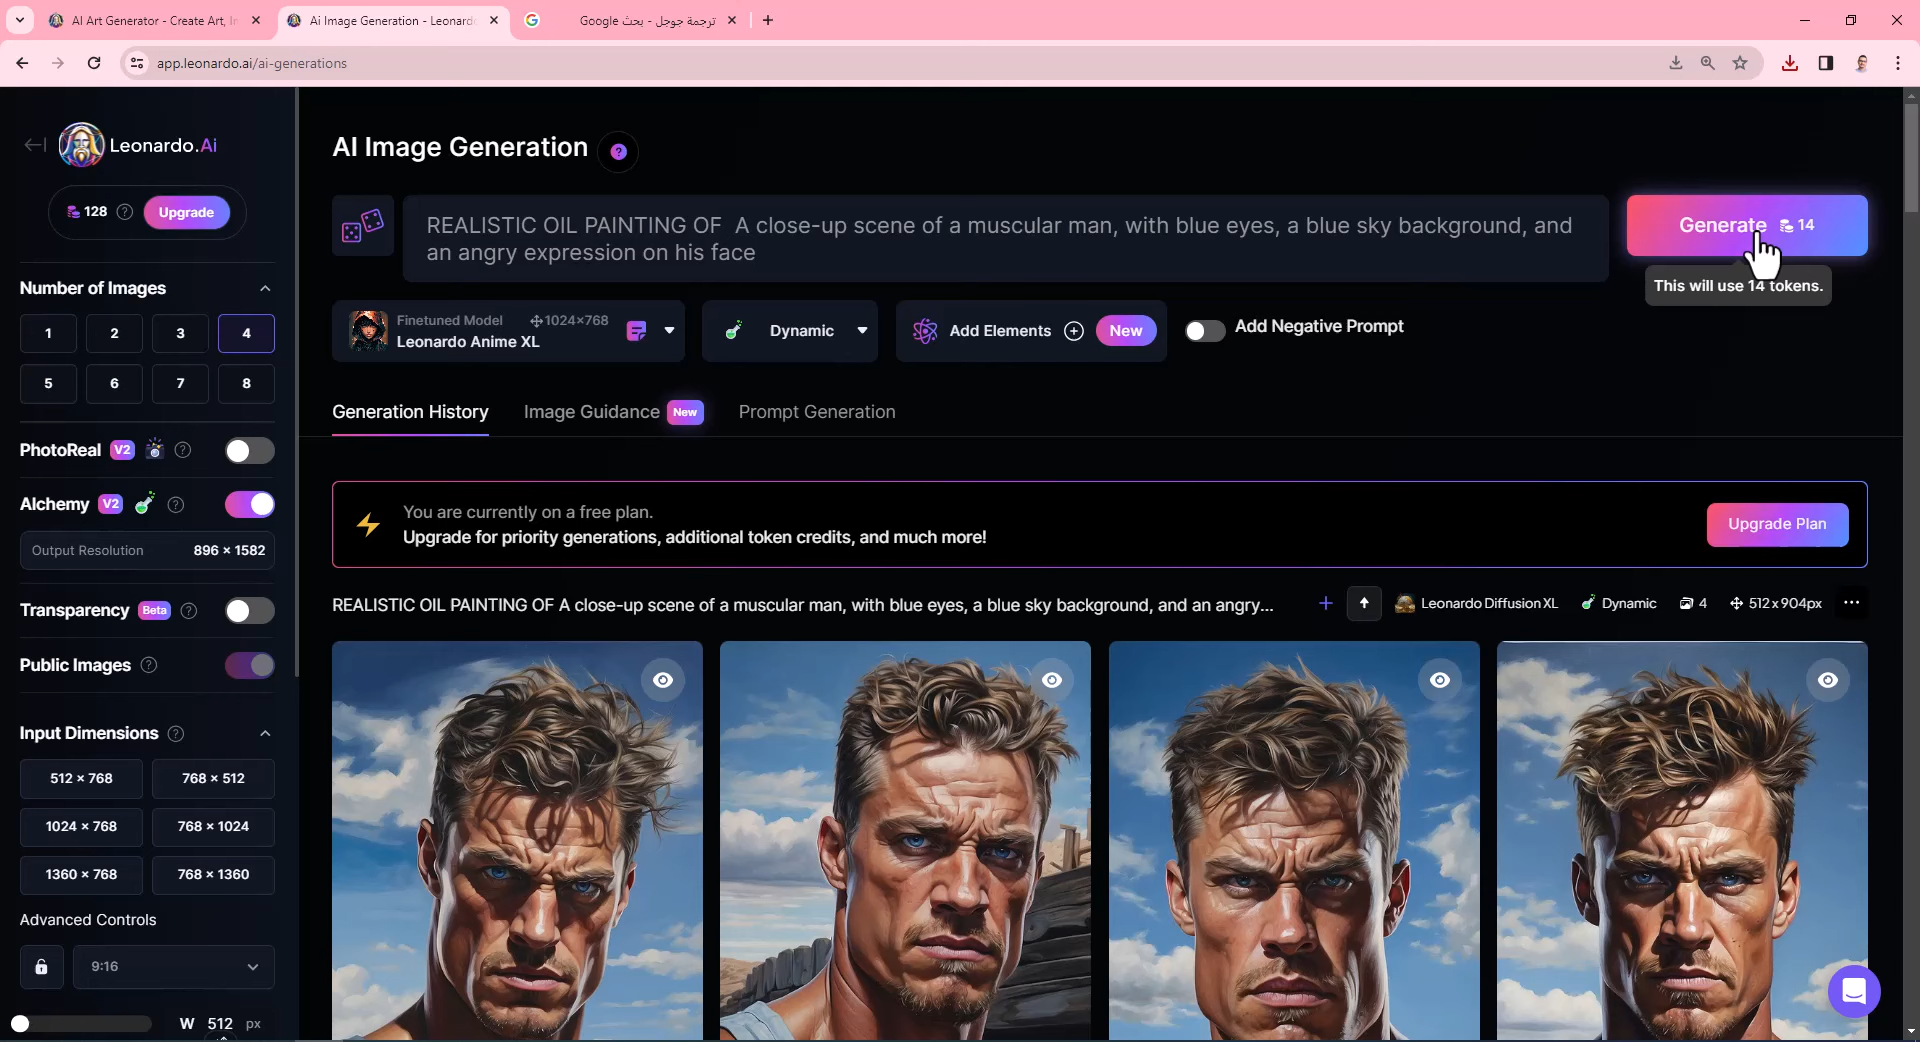 AI Art Generator - Create Art, I
Ai Image Generation - Leonard
ترجمة جوجل - بحث Google
app.leonardo.ai/ai-generations
Leonardo.Ai
128
Upgrade
Number of Images
1 2 3 4
5 6 7 8
PhotoReal V2
Alchemy V2
Output Resolution 896 × 1582
Transparency Beta
Public Images
Input Dimensions
512 × 768 768 × 512
1024 × 768 768 × 1024
1360 × 768 768 × 1360
Advanced Controls
9:16
W 512 px
AI Image Generation
REALISTIC OIL PAINTING OF A close-up scene of a muscular man, with blue eyes, a blue sky background, and
an angry expression on his face
Generate 14
This will use 14 tokens.
Finetuned Model 1024×768
Leonardo Anime XL
Dynamic
Add Elements
New
Add Negative Prompt
Generation History
Image Guidance New
Prompt Generation
You are currently on a free plan.
Upgrade for priority generations, additional token credits, and much more!
Upgrade Plan
REALISTIC OIL PAINTING OF A close-up scene of a muscular man, with blue eyes, a blue sky background, and an angry...
Leonardo Diffusion XL
Dynamic
4
512 x 904px